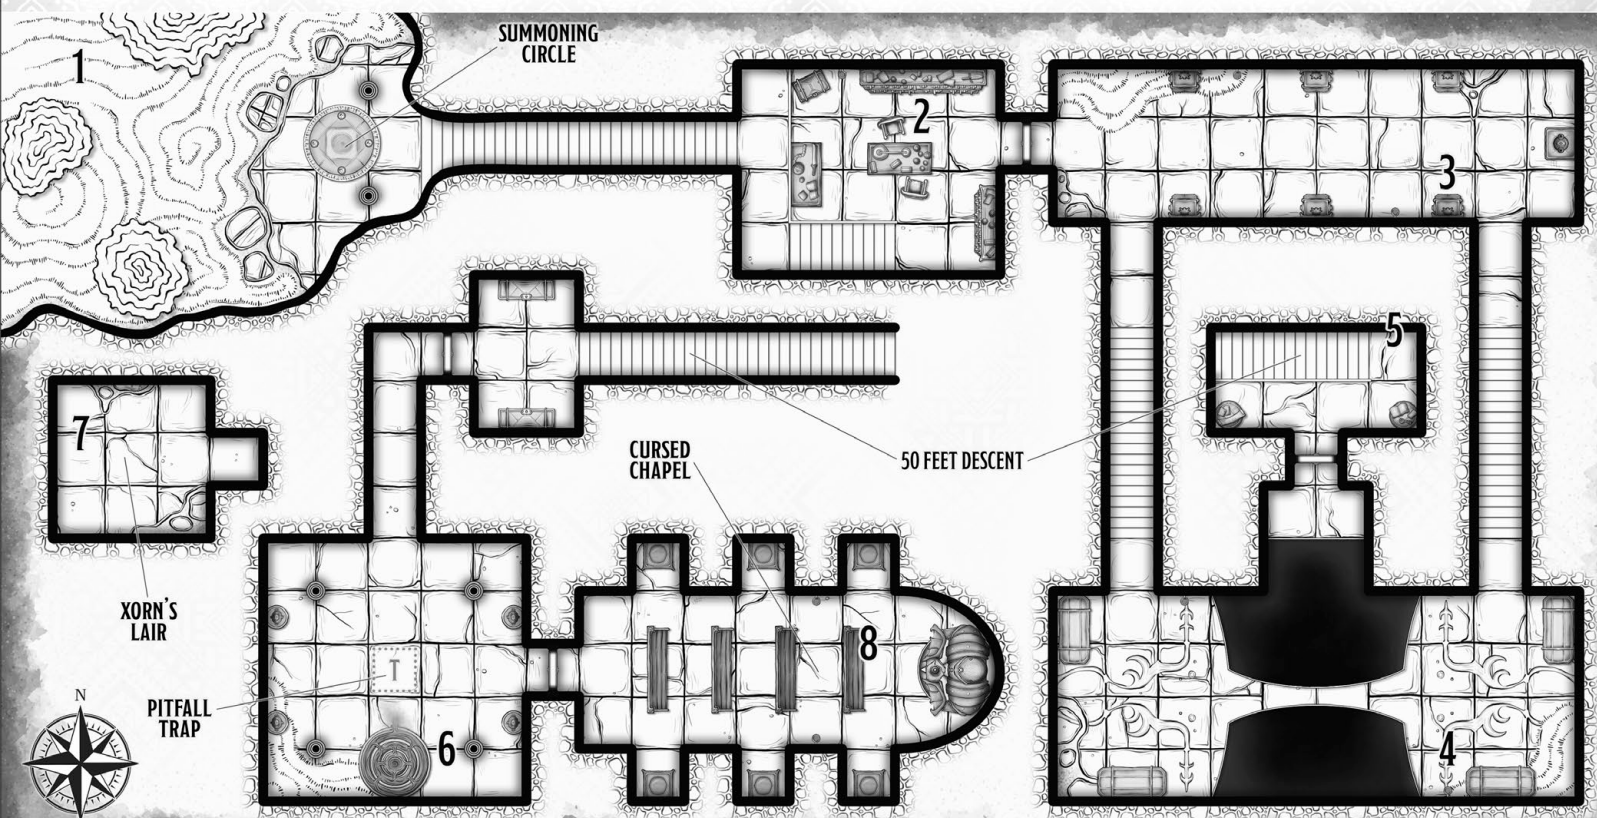 SUMMONING
CIRCLE
1
2
3
5
7
CURSED
CHAPEL
50 FEET DESCENT
XORN'S
LAIR
8
N
PITFALL
TRAP
T
6
4